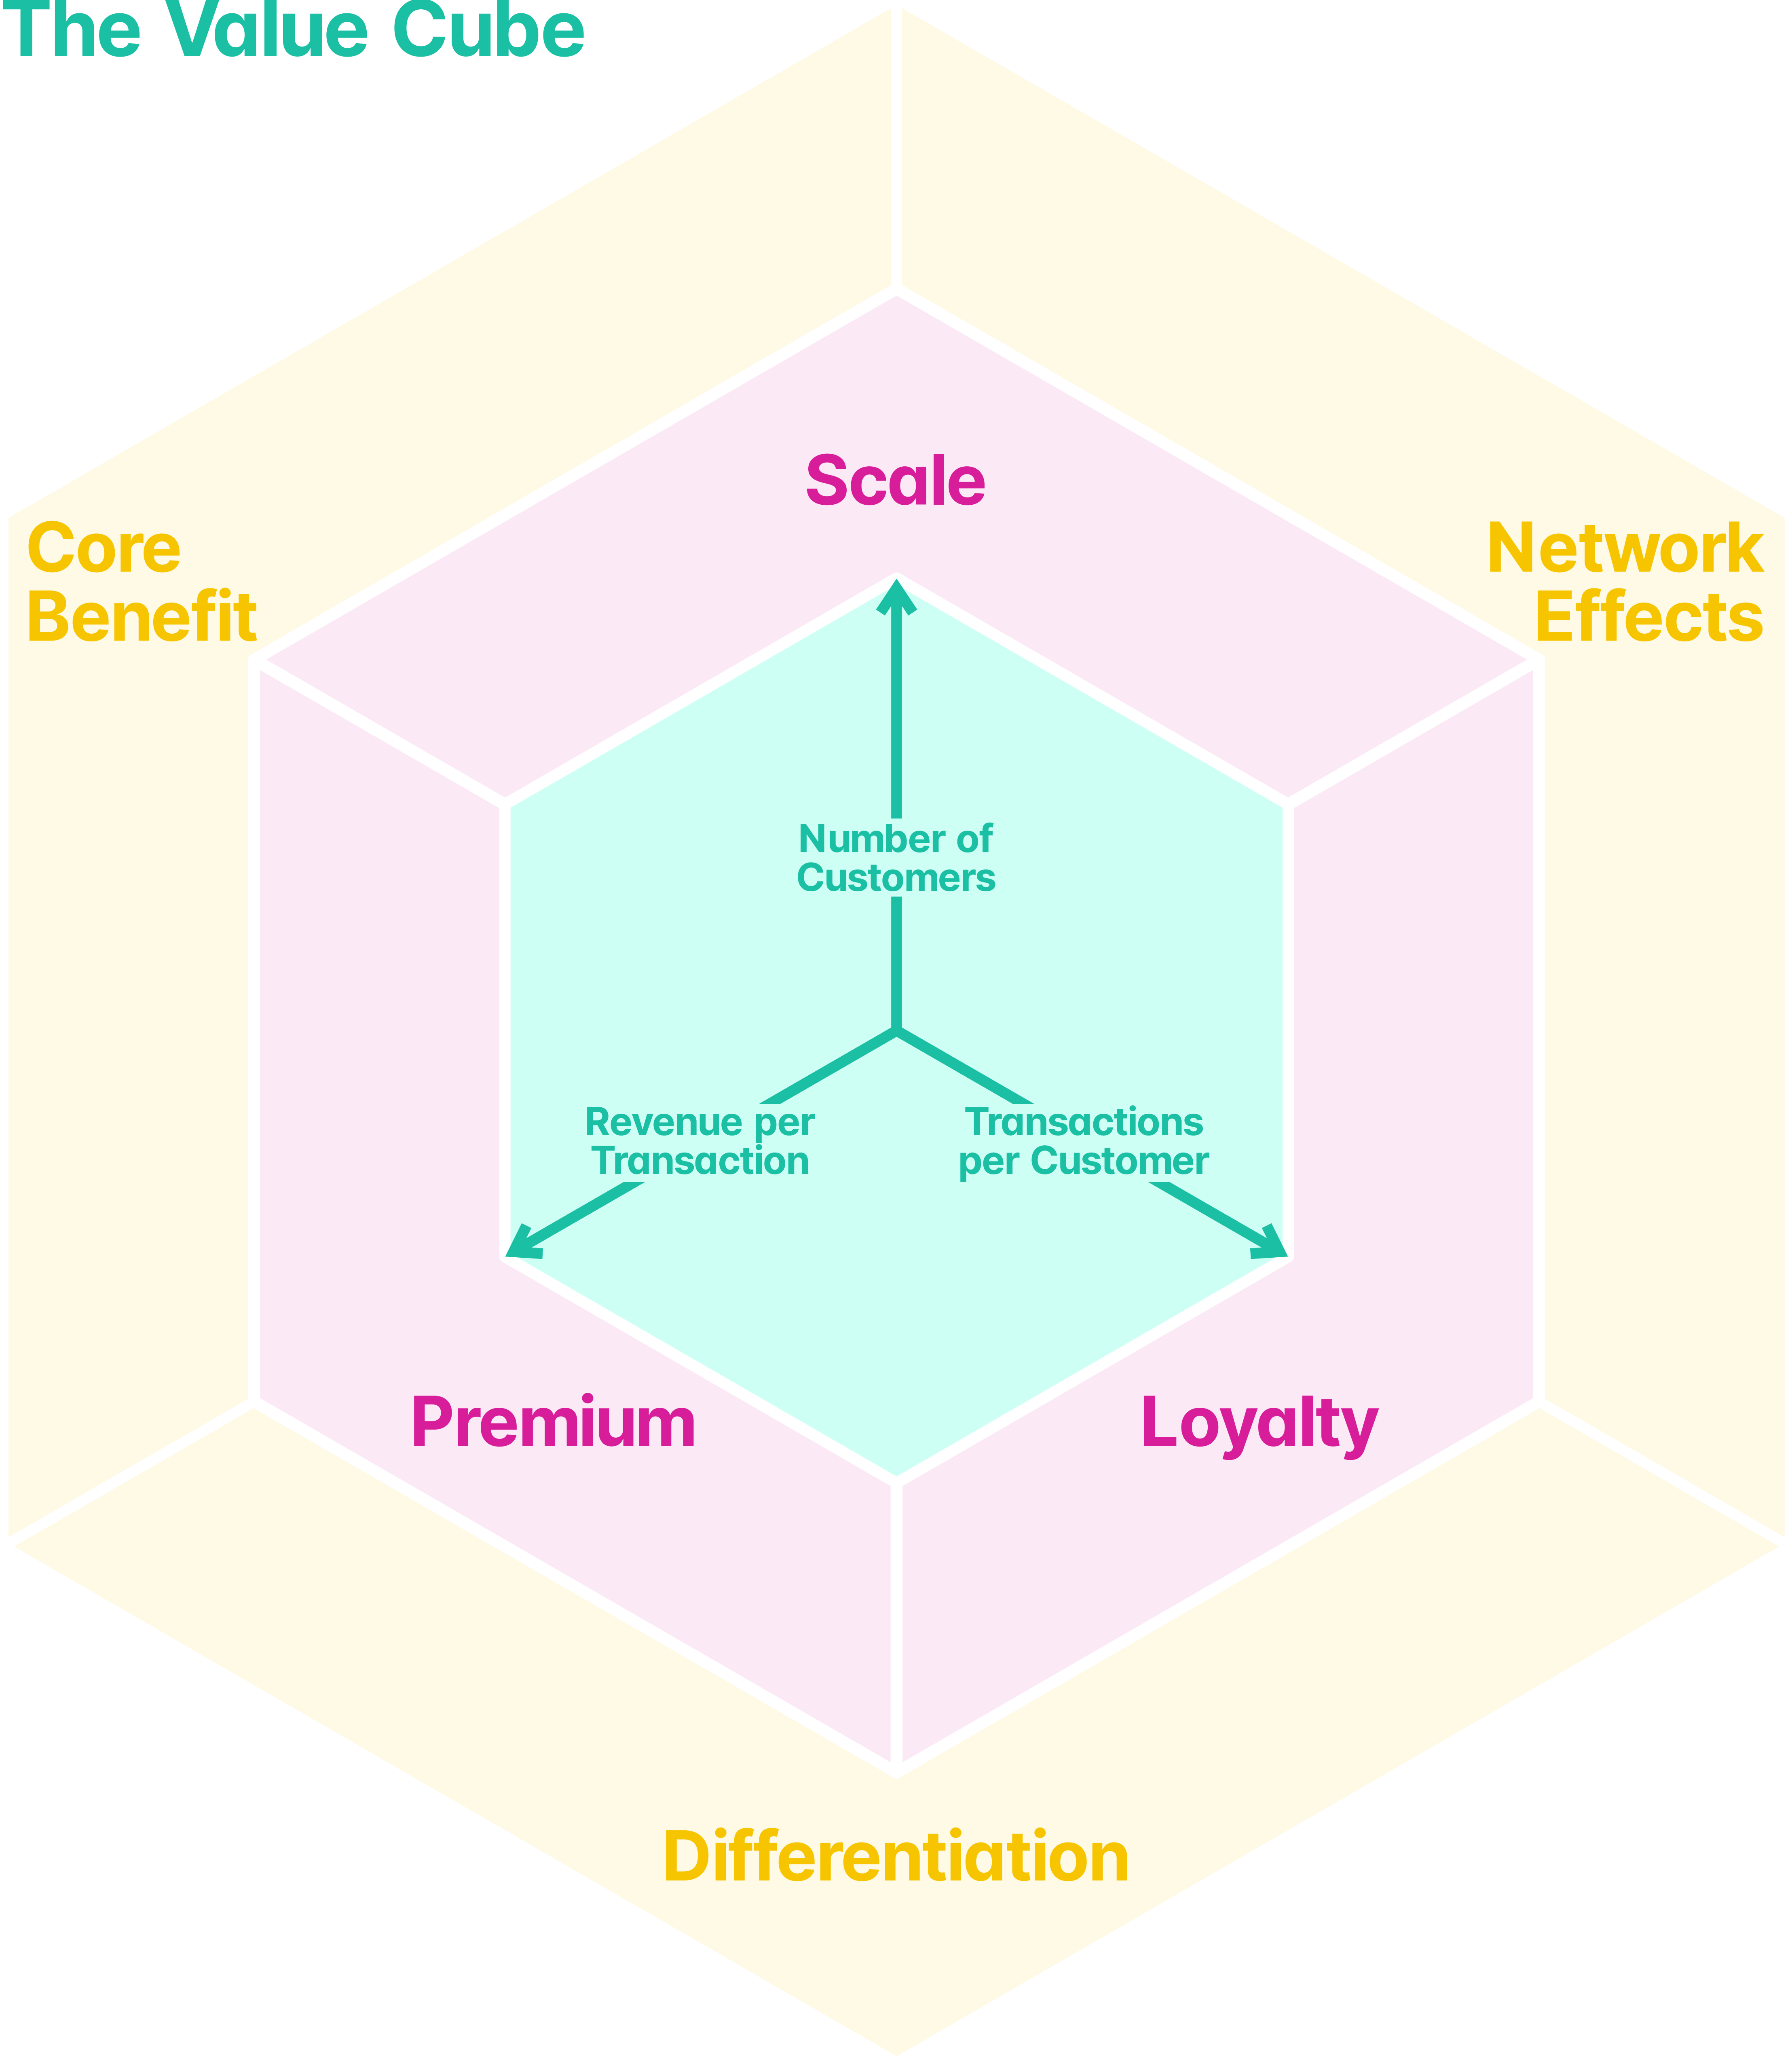 The Value Cube
Scale
Core
Benefit
Network
Effects
Number of
Customers
Revenue per
Transaction
Transactions
per Customer
Premium
Loyalty
Differentiation